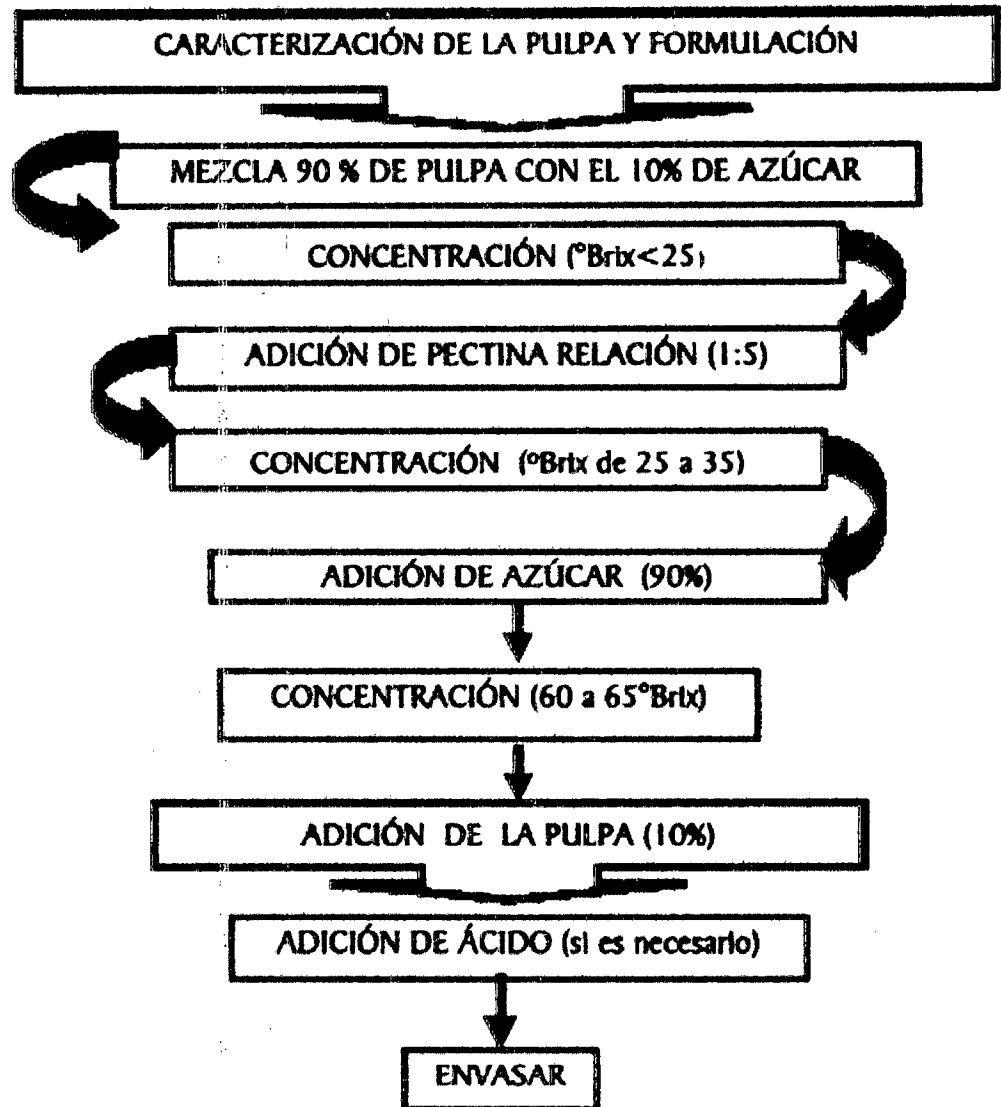 CARACTERIZACIÓN DE LA PULPA Y FORMULACIÓN
MEZCLA 90 % DE PULPA CON EL 10% DE AZÚCAR
CONCENTRACIÓN (ºBrix<25)
ADICIÓN DE PECTINA RELACIÓN (1:5)
CONCENTRACIÓN (ºBrix de 25 a 35)
ADICIÓN DE AZÚCAR (90%)
CONCENTRACIÓN (60 a 65°Brix)
ADICIÓN DE LA PULPA (10%)
ADICIÓN DE ÁCIDO (si es necesario)
ENVASAR